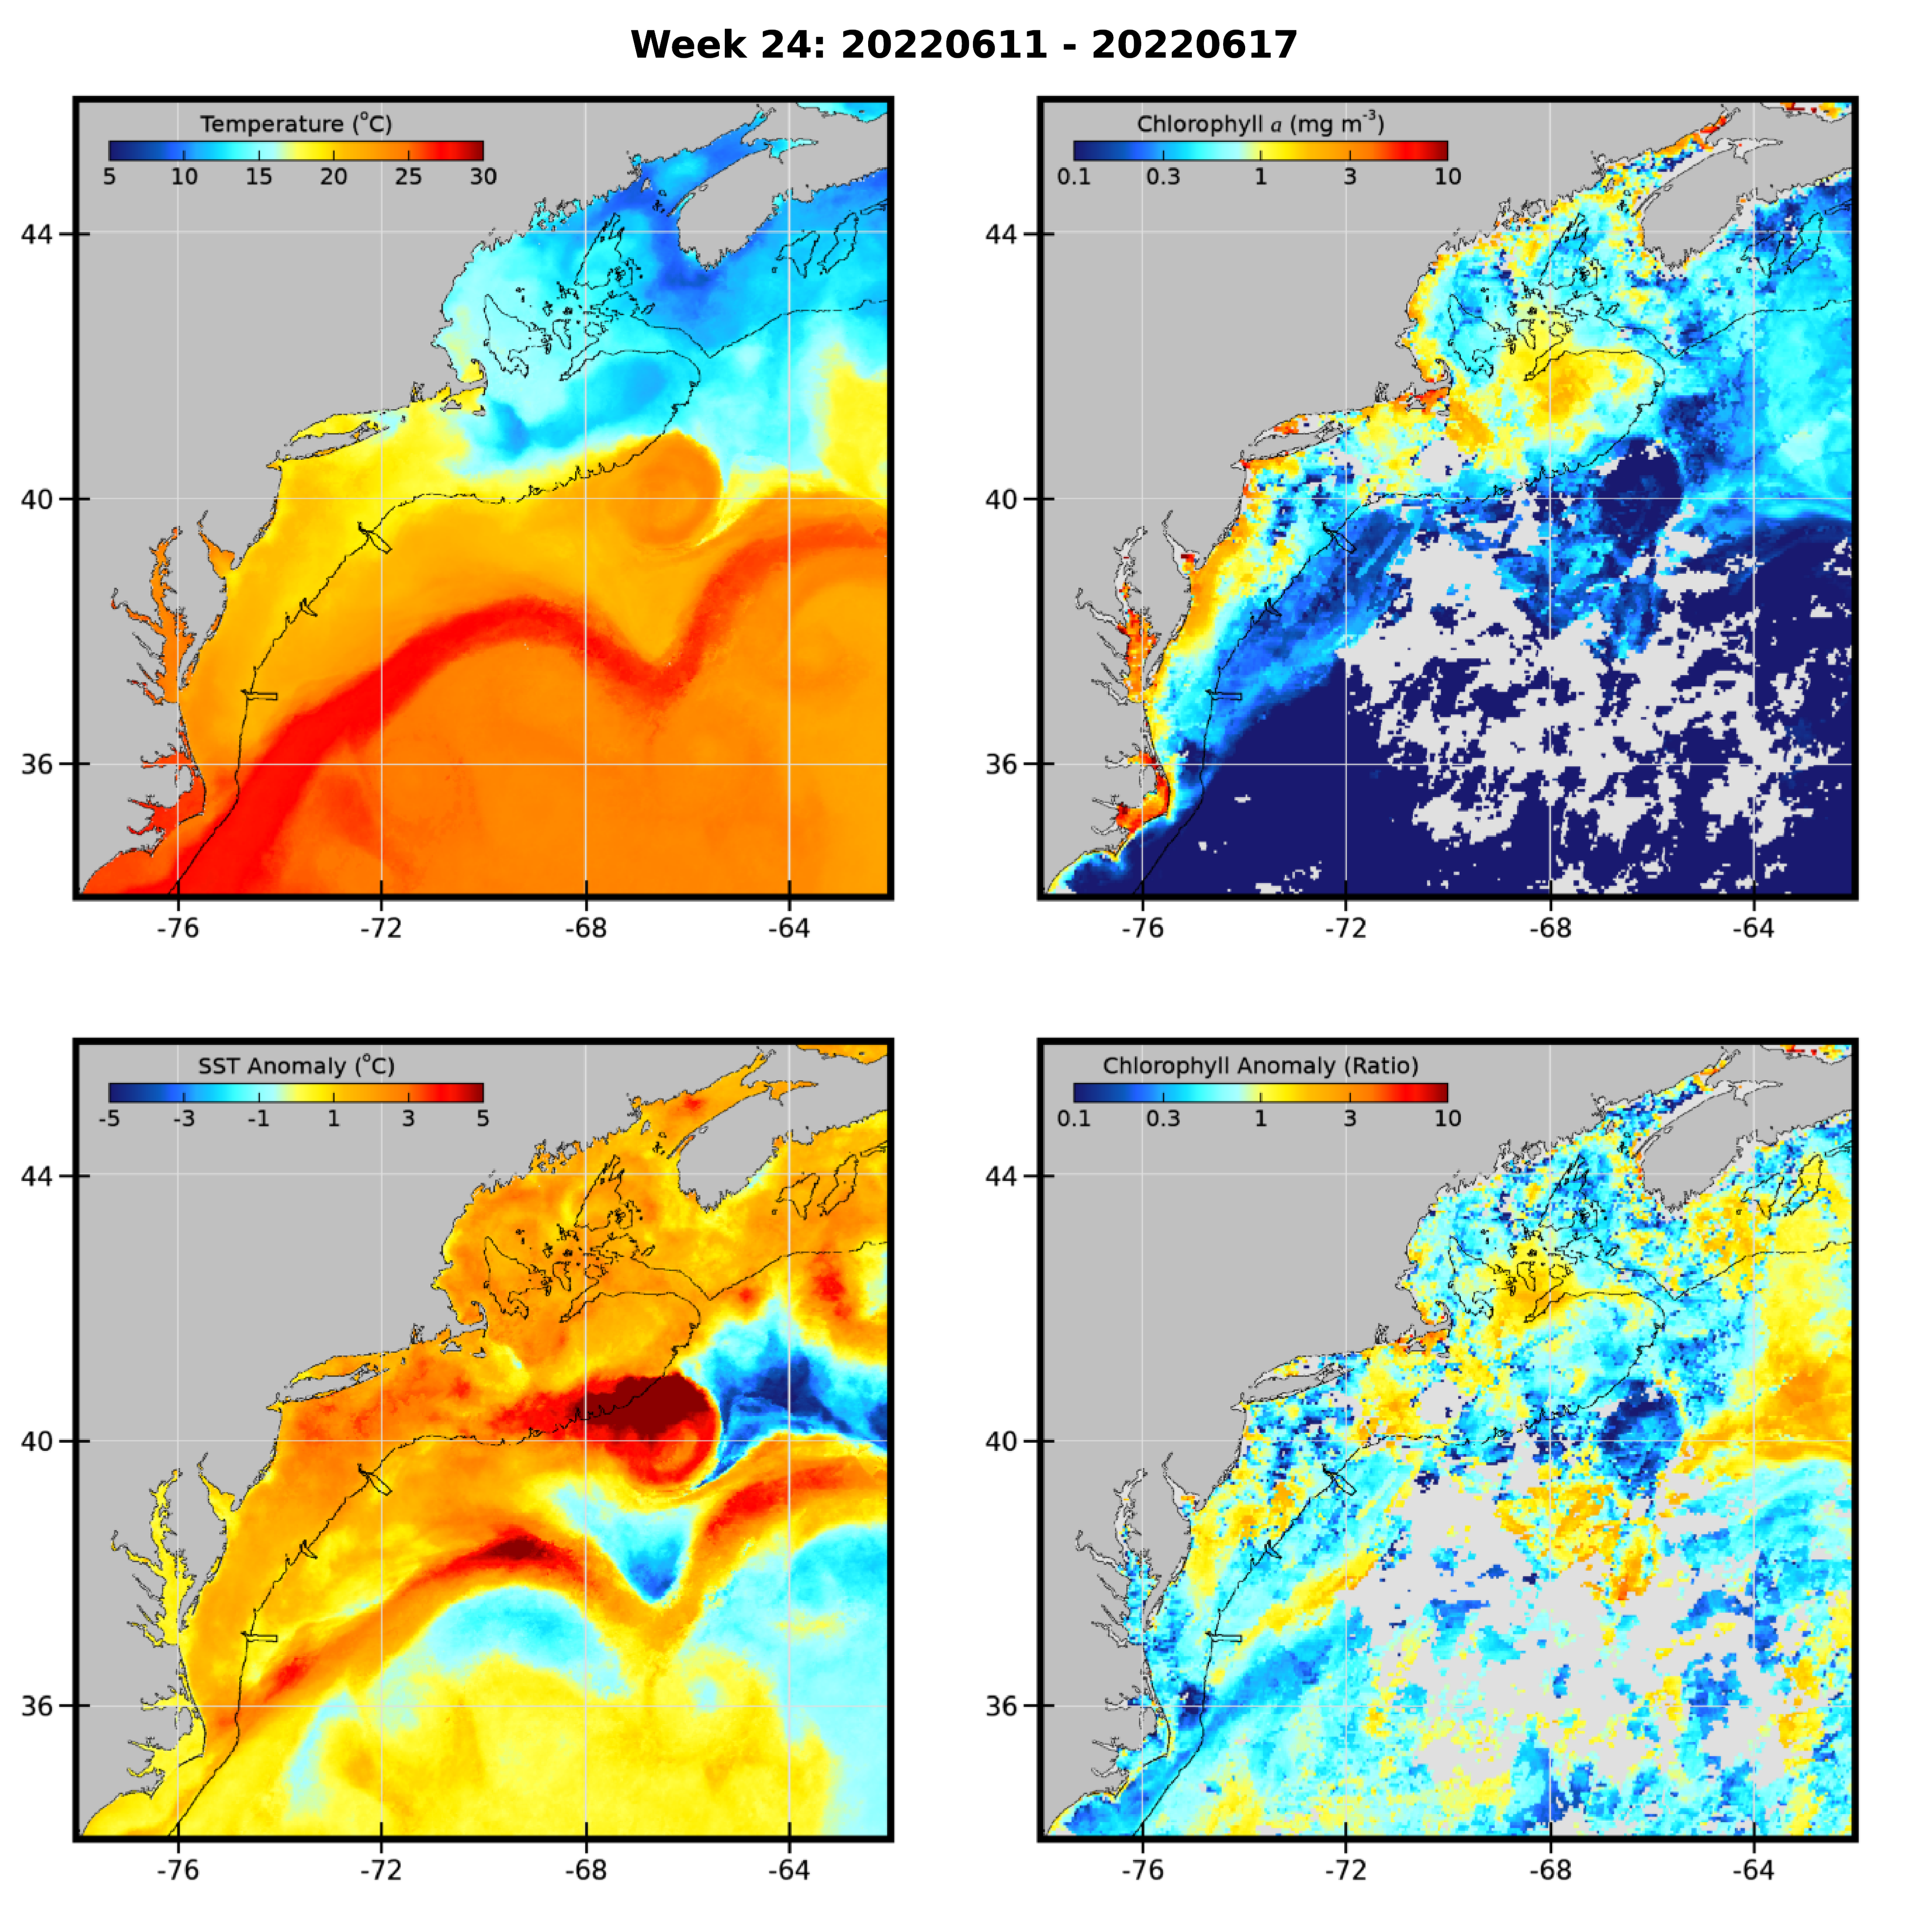 Week 24: 20220611 - 20220617
Temperature (°C)
5 10 15 20 25 30
44
40
36
-76 -72 -68 -64
Chlorophyll a (mg m⁻³)
0.1 0.3 1 3 10
44
40
36
-76 -72 -68 -64
SST Anomaly (°C)
-5 -3 -1 1 3 5
44
40
36
-76 -72 -68 -64
Chlorophyll Anomaly (Ratio)
0.1 0.3 1 3 10
44
40
36
-76 -72 -68 -64